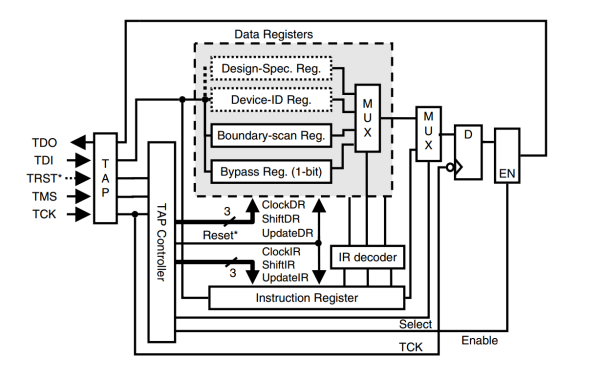 Data Registers
Design-Spec. Reg.
Device-ID Reg.
Boundary-scan Reg.
Bypass Reg. (1-bit)
M
U
X
M
U
X
D
EN
TDO
TDI
TRST*
TMS
TCK
T
A
P
TAP Controller
3
ClockDR
ShiftDR
UpdateDR
Reset*
ClockIR
ShiftIR
UpdateIR
3
IR decoder
Instruction Register
Select
Enable
TCK